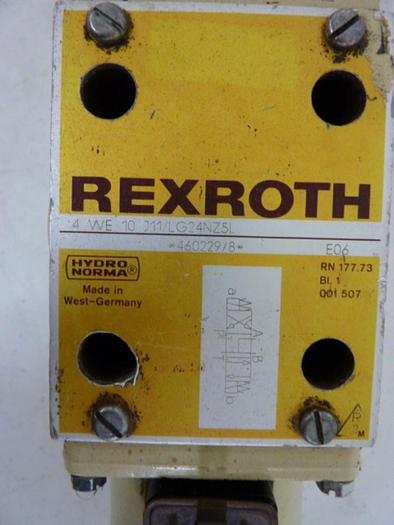 REXROTH
4 WE 10 J11/LG24NZ5L
*460229/8* E06
HYDRO NORMA®
RN 177.73
Made in
West-Germany
Bl. 1
001 507
a
A B
b
R
M